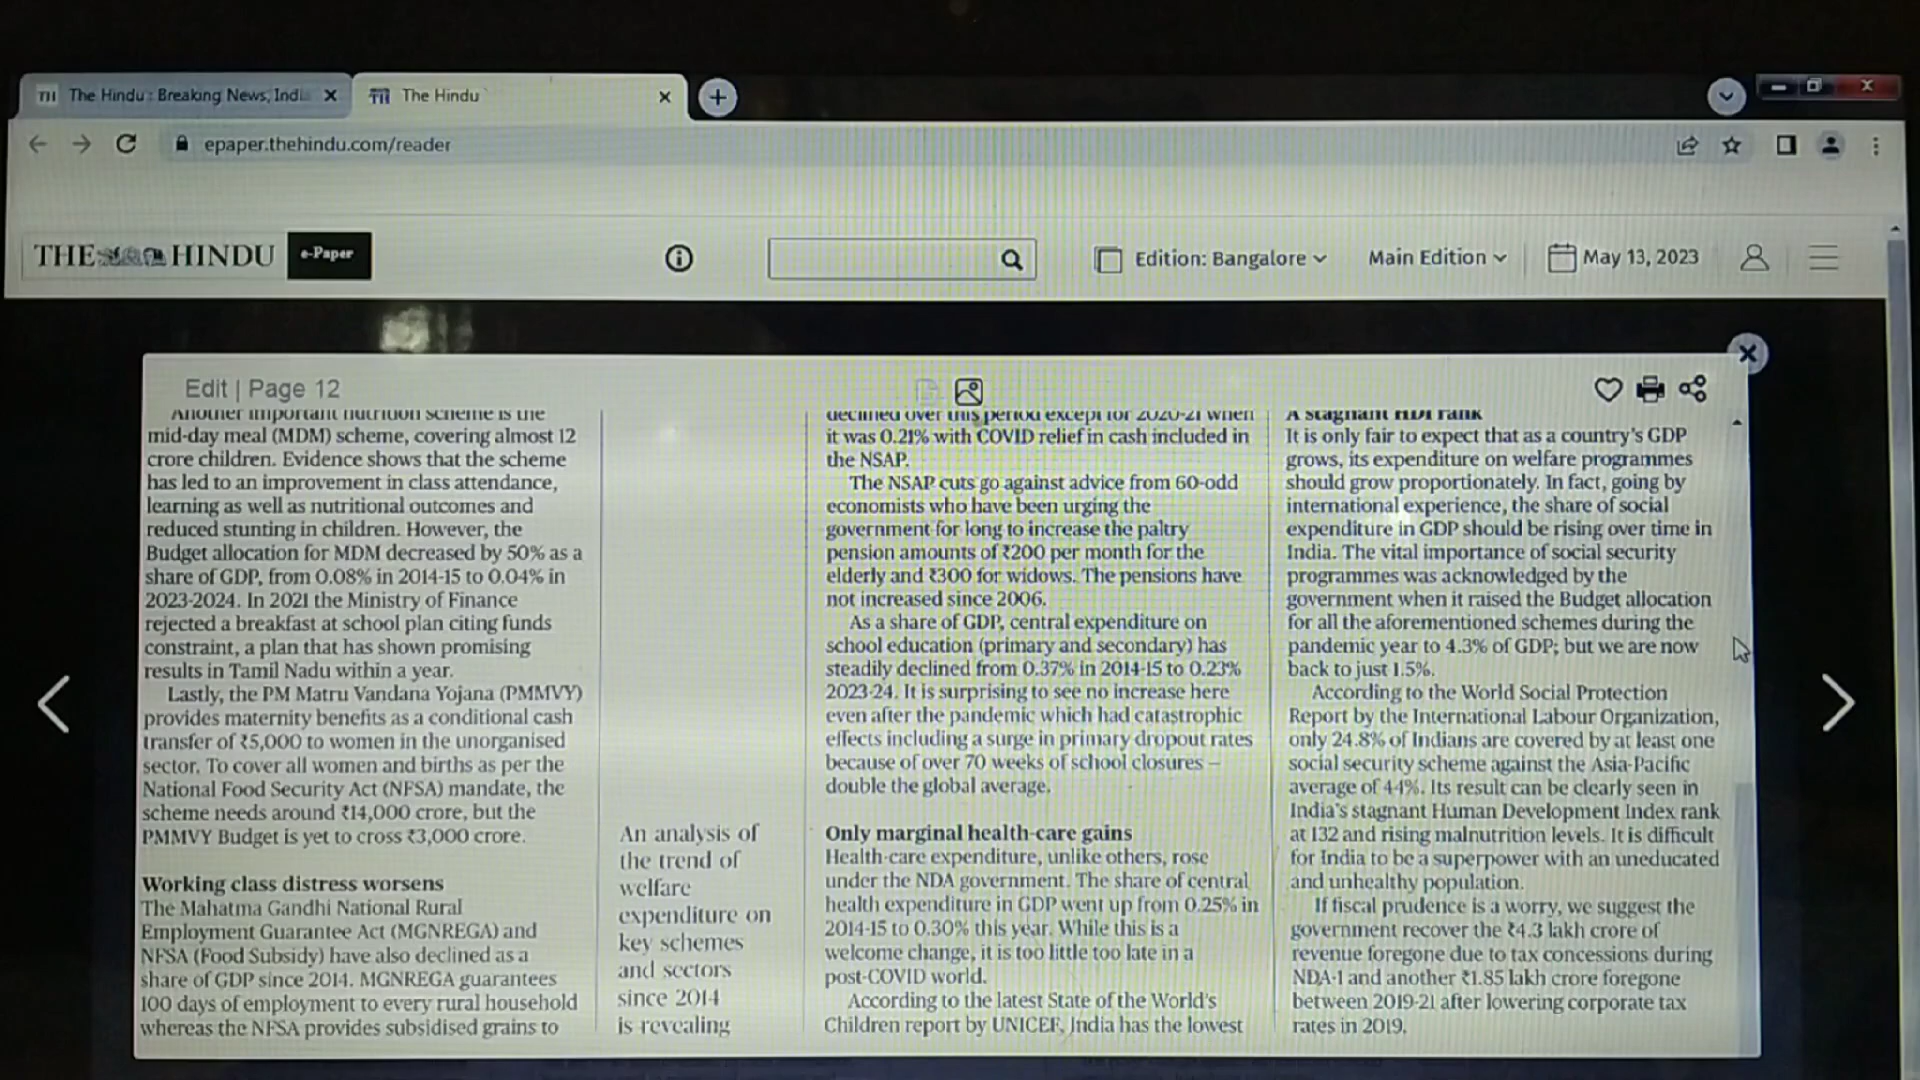 The Hindu : Breaking News, Indi
The Hindu
epaper.thehindu.com/reader
THE HINDU
e-Paper
Edition: Bangalore
Main Edition
May 13, 2023
Edit | Page 12
Another important nutrition scheme is the
mid-day meal (MDM) scheme, covering almost 12
crore children. Evidence shows that the scheme
has led to an improvement in class attendance,
learning as well as nutritional outcomes and
reduced stunting in children. However, the
Budget allocation for MDM decreased by 50% as a
share of GDP, from 0.08% in 2014-15 to 0.04% in
2023-2024. In 2021 the Ministry of Finance
rejected a breakfast at school plan citing funds
constraint, a plan that has shown promising
results in Tamil Nadu within a year.
Lastly, the PM Matru Vandana Yojana (PMMVY)
provides maternity benefits as a conditional cash
transfer of ₹5,000 to women in the unorganised
sector. To cover all women and births as per the
National Food Security Act (NFSA) mandate, the
scheme needs around ₹14,000 crore, but the
PMMVY Budget is yet to cross ₹3,000 crore.
Working class distress worsens
The Mahatma Gandhi National Rural
Employment Guarantee Act (MGNREGA) and
NFSA (Food Subsidy) have also declined as a
share of GDP since 2014. MGNREGA guarantees
100 days of employment to every rural household
whereas the NFSA provides subsidised grains to
An analysis of
the trend of
welfare
expenditure on
key schemes
and sectors
since 2014
is revealing
declined over this period except for 2020-21 when
it was 0.21% with COVID relief in cash included in
the NSAP.
The NSAP cuts go against advice from 60-odd
economists who have been urging the
government for long to increase the paltry
pension amounts of ₹200 per month for the
elderly and ₹300 for widows. The pensions have
not increased since 2006.
As a share of GDP, central expenditure on
school education (primary and secondary) has
steadily declined from 0.37% in 2014-15 to 0.23%
2023-24. It is surprising to see no increase here
even after the pandemic which had catastrophic
effects including a surge in primary dropout rates
because of over 70 weeks of school closures —
double the global average.
Only marginal health-care gains
Health-care expenditure, unlike others, rose
under the NDA government. The share of central
health expenditure in GDP went up from 0.25% in
2014-15 to 0.30% this year. While this is a
welcome change, it is too little too late in a
post-COVID world.
According to the latest State of the World's
Children report by UNICEF, India has the lowest
A stagnant HDI rank
It is only fair to expect that as a country's GDP
grows, its expenditure on welfare programmes
should grow proportionately. In fact, going by
international experience, the share of social
expenditure in GDP should be rising over time in
India. The vital importance of social security
programmes was acknowledged by the
government when it raised the Budget allocation
for all the aforementioned schemes during the
pandemic year to 4.3% of GDP; but we are now
back to just 1.5%.
According to the World Social Protection
Report by the International Labour Organization,
only 24.8% of Indians are covered by at least one
social security scheme against the Asia-Pacific
average of 44%. Its result can be clearly seen in
India's stagnant Human Development Index rank
at 132 and rising malnutrition levels. It is difficult
for India to be a superpower with an uneducated
and unhealthy population.
If fiscal prudence is a worry, we suggest the
government recover the ₹4.3 lakh crore of
revenue foregone due to tax concessions during
NDA-1 and another ₹1.85 lakh crore foregone
between 2019-21 after lowering corporate tax
rates in 2019.